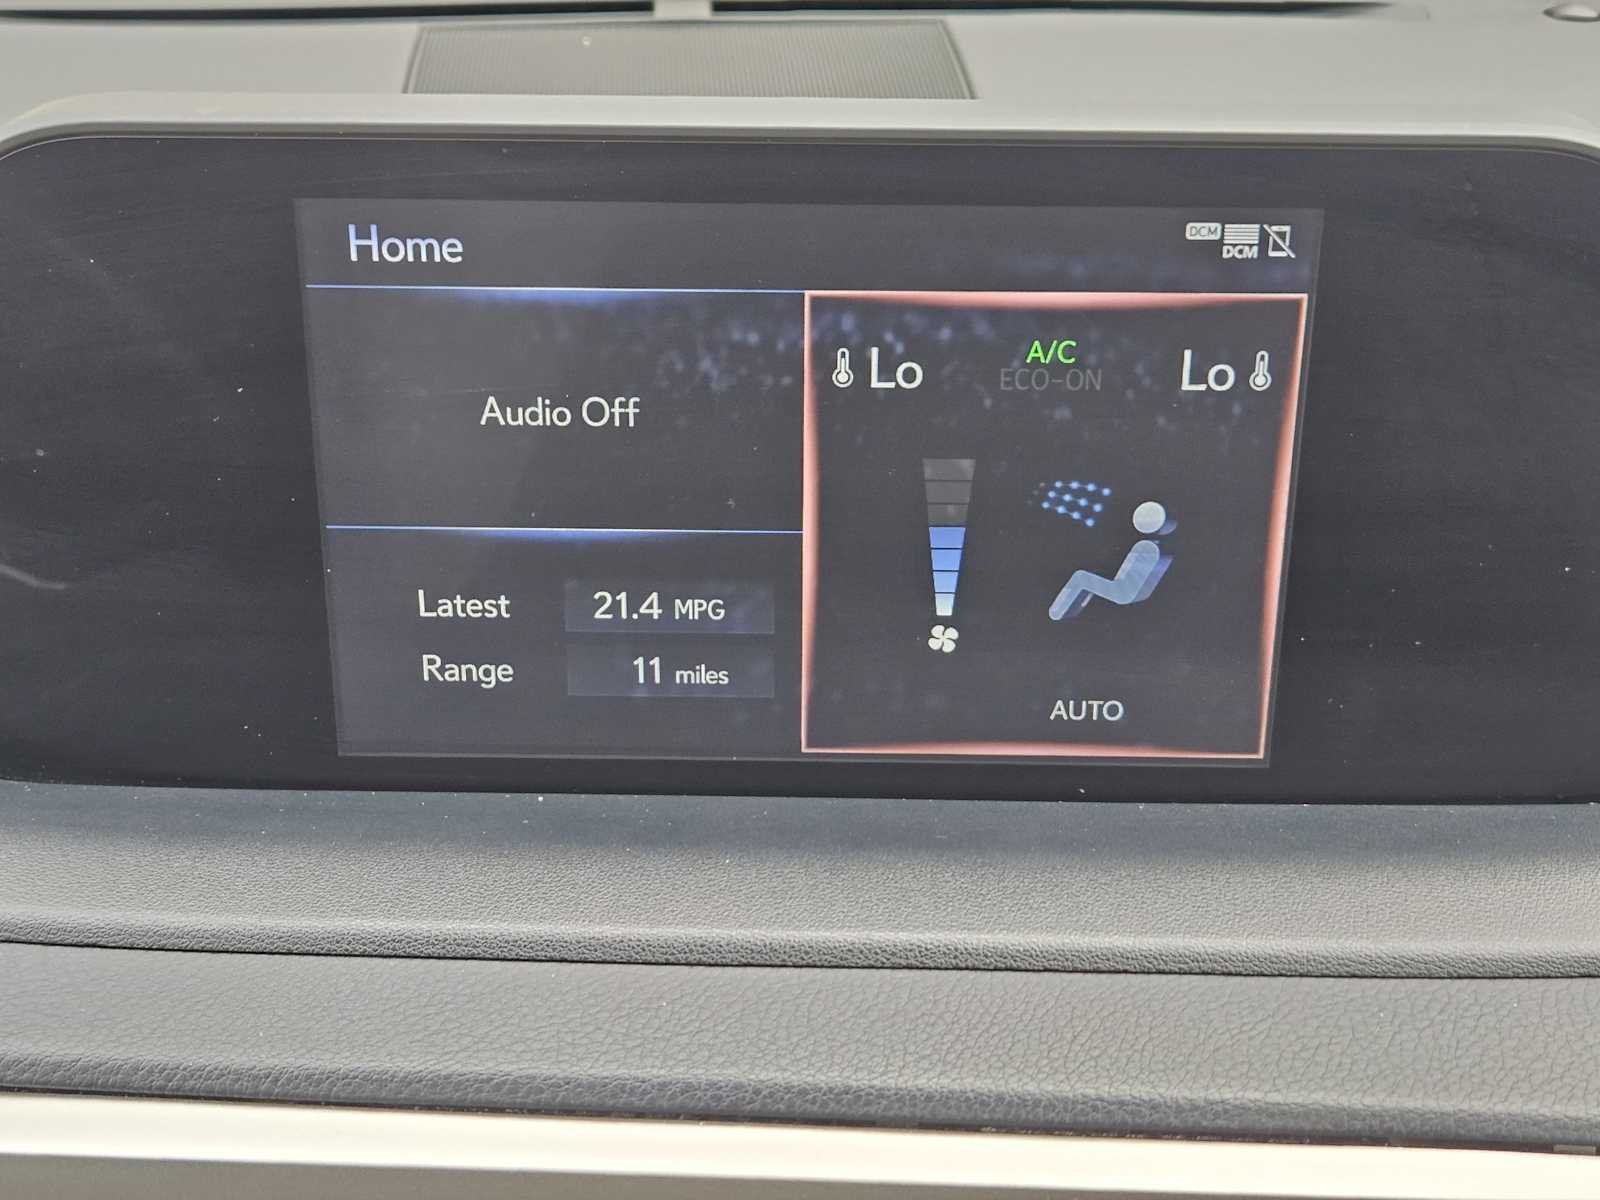 Home
DCM
DCM
Audio Off
Lo
A/C
ECO-ON
Lo
Latest 21.4 MPG
Range 11 miles
AUTO